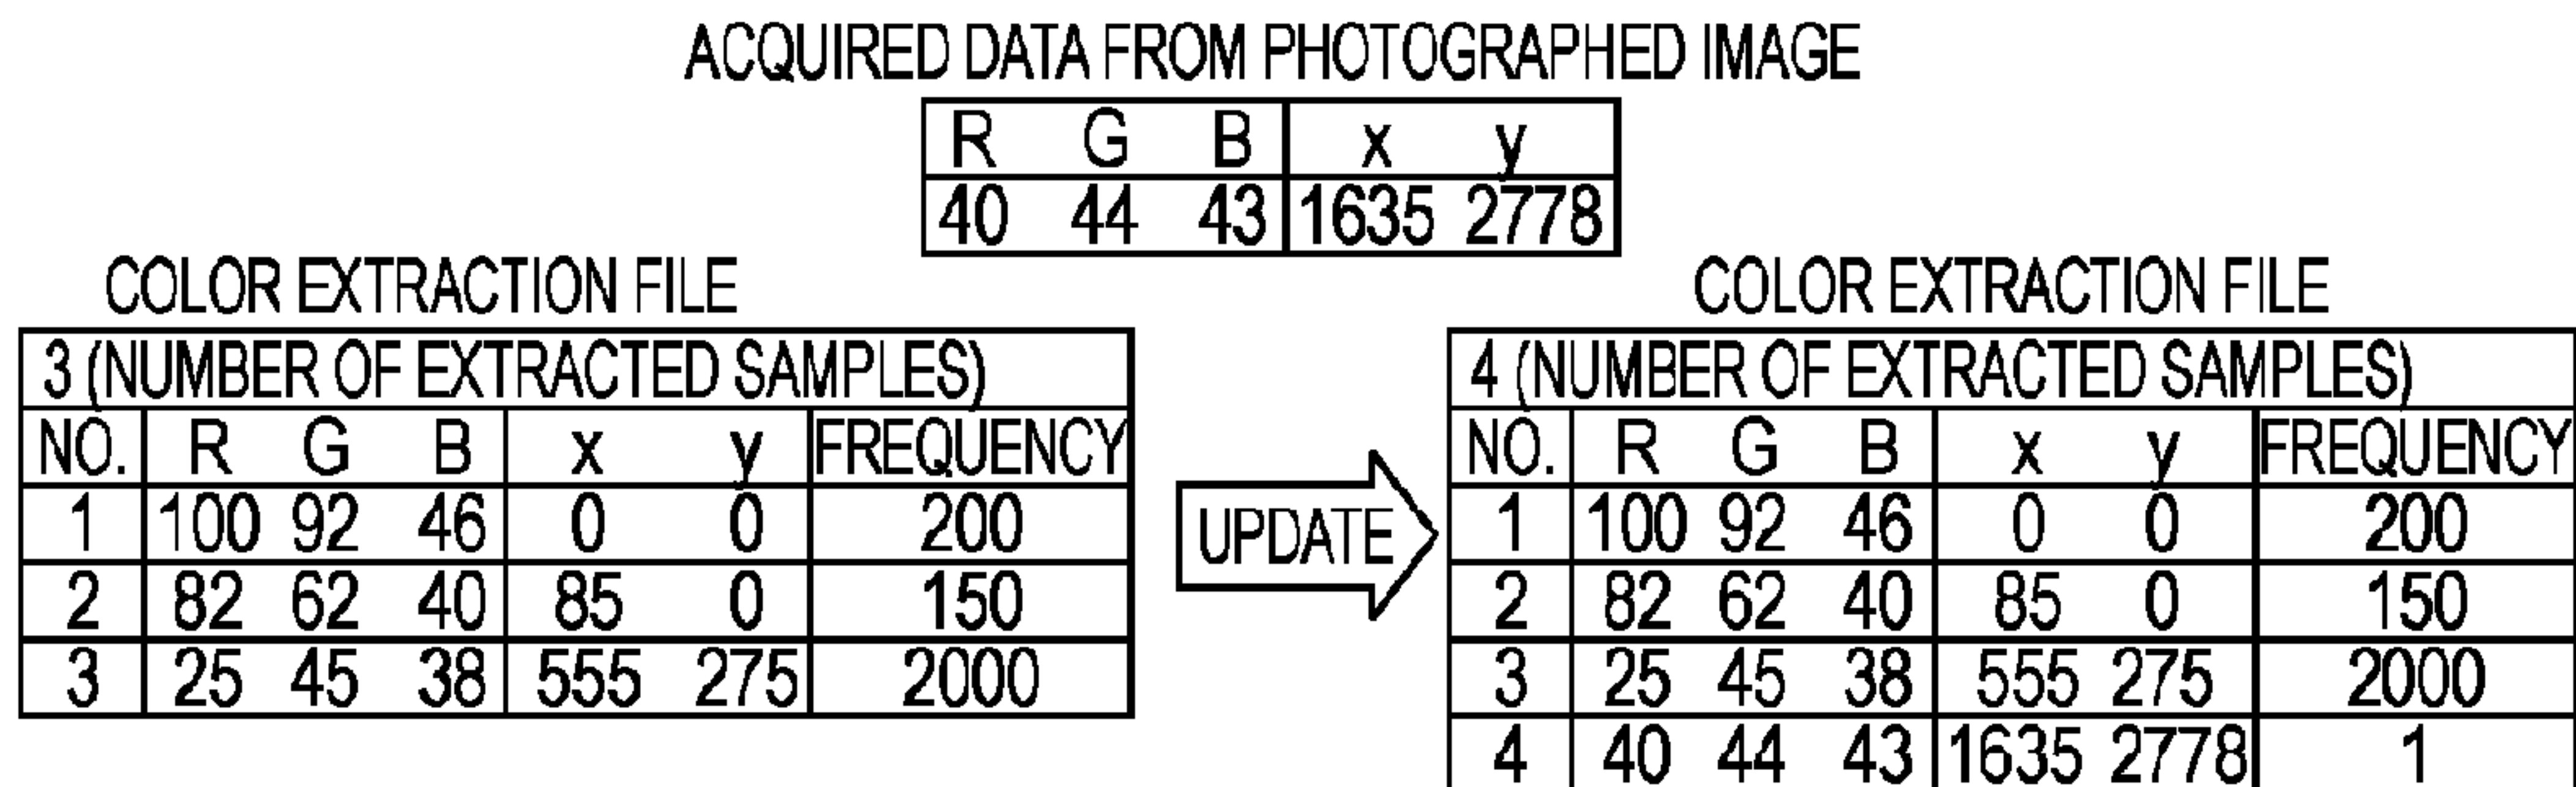 ACQUIRED DATA FROM PHOTOGRAPHED IMAGE
R G B x y
40 44 43 1635 2778
COLOR EXTRACTION FILE
3 (NUMBER OF EXTRACTED SAMPLES)
NO. R G B x y FREQUENCY
1 100 92 46 0 0 200
2 82 62 40 85 0 150
3 25 45 38 555 275 2000
UPDATE
COLOR EXTRACTION FILE
4 (NUMBER OF EXTRACTED SAMPLES)
NO. R G B x y FREQUENCY
1 100 92 46 0 0 200
2 82 62 40 85 0 150
3 25 45 38 555 275 2000
4 40 44 43 1635 2778 1